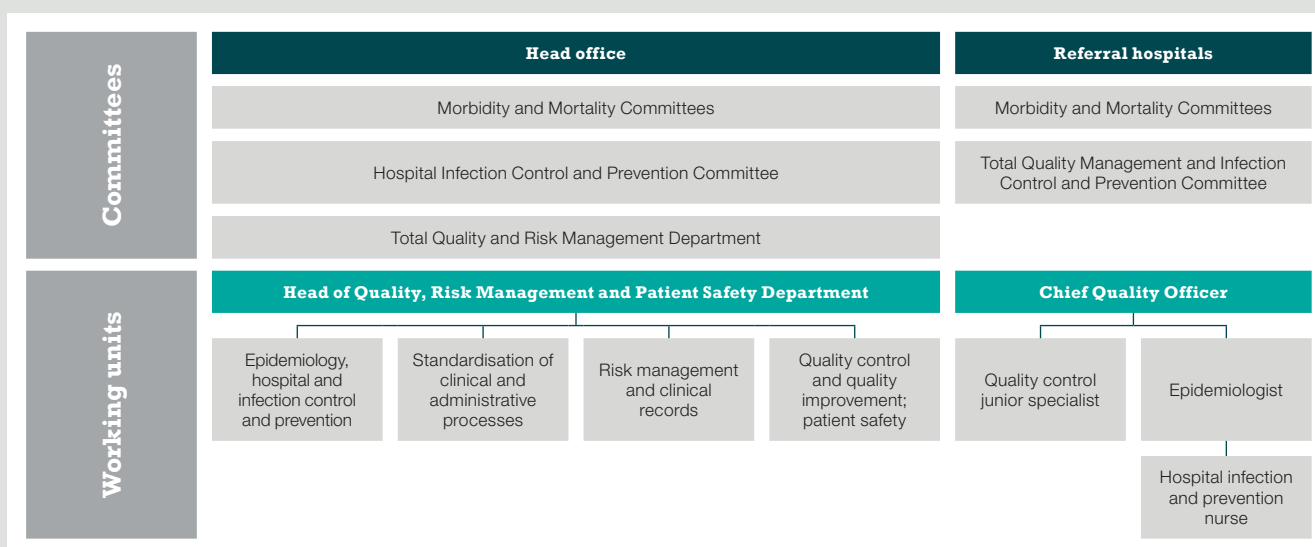 Committees
Head office
Referral hospitals
Morbidity and Mortality Committees
Morbidity and Mortality Committees
Hospital Infection Control and Prevention Committee
Total Quality Management and Infection
Control and Prevention Committee
Total Quality and Risk Management Department
Working units
Head of Quality, Risk Management and Patient Safety Department
Chief Quality Officer
Epidemiology,
hospital and
infection control
and prevention
Standardisation of
clinical and
administrative
processes
Risk management
and clinical
records
Quality control
and quality
improvement;
patient safety
Quality control
junior specialist
Epidemiologist
Hospital infection
and prevention
nurse